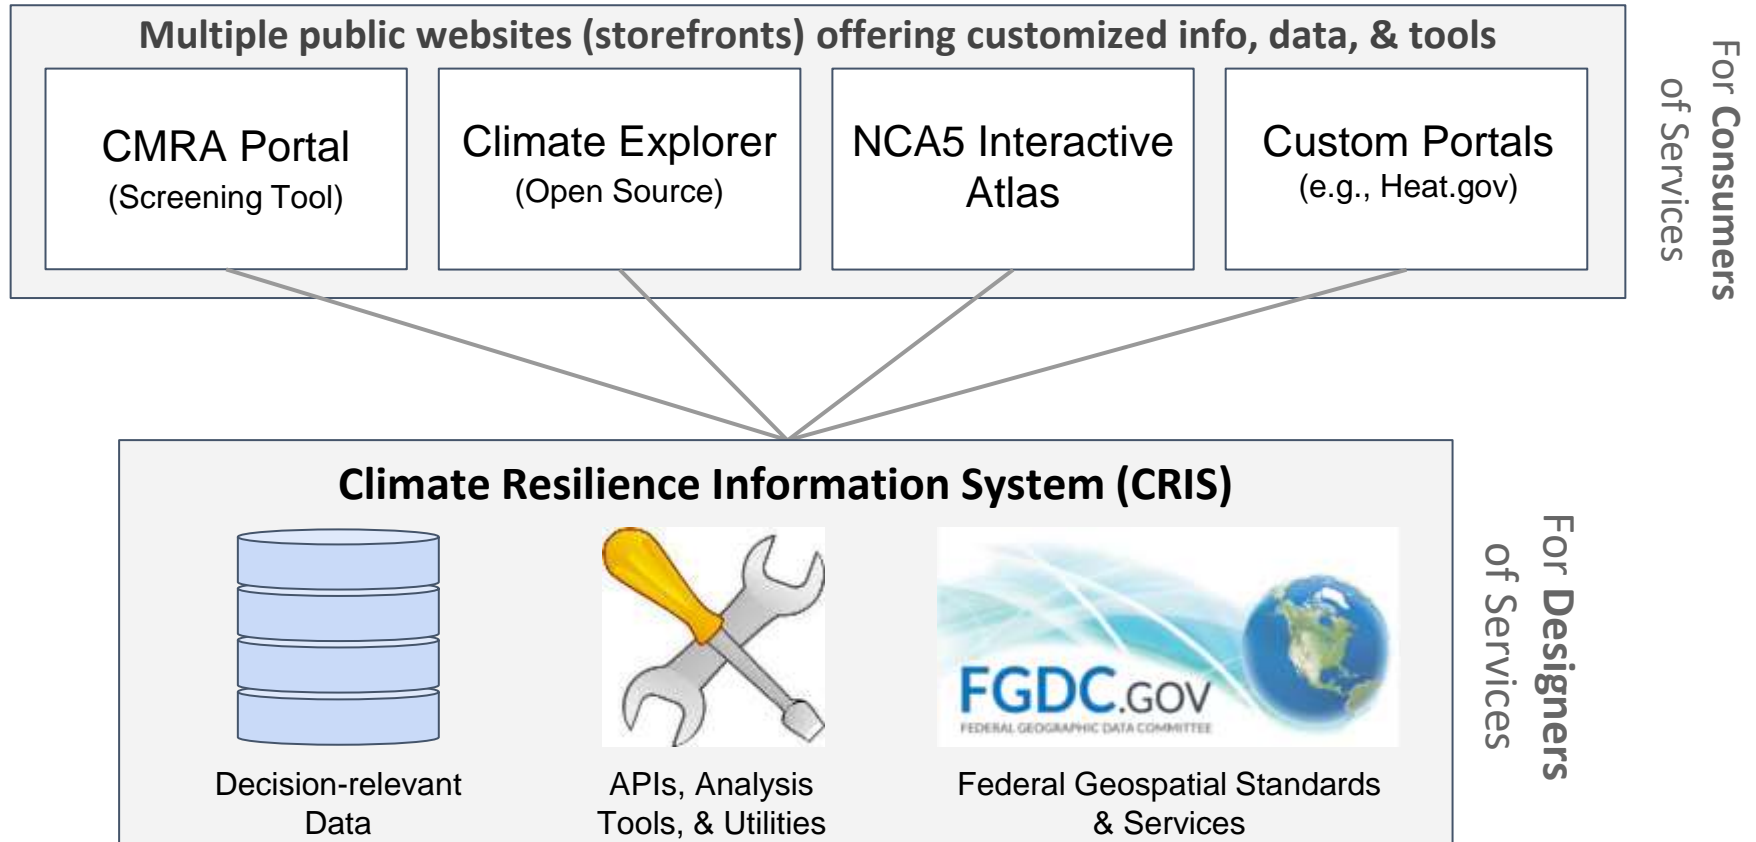 Multiple public websites (storefronts) offering customized info, data, & tools
CMRA Portal
(Screening Tool)
Climate Explorer
(Open Source)
NCA5 Interactive
Atlas
Custom Portals
(e.g., Heat.gov)
For Consumers
of Services
Climate Resilience Information System (CRIS)
FGDC.GOV
FEDERAL GEOGRAPHIC DATA COMMITTEE
Decision-relevant
Data
APIs, Analysis
Tools, & Utilities
Federal Geospatial Standards
& Services
For Designers
of Services